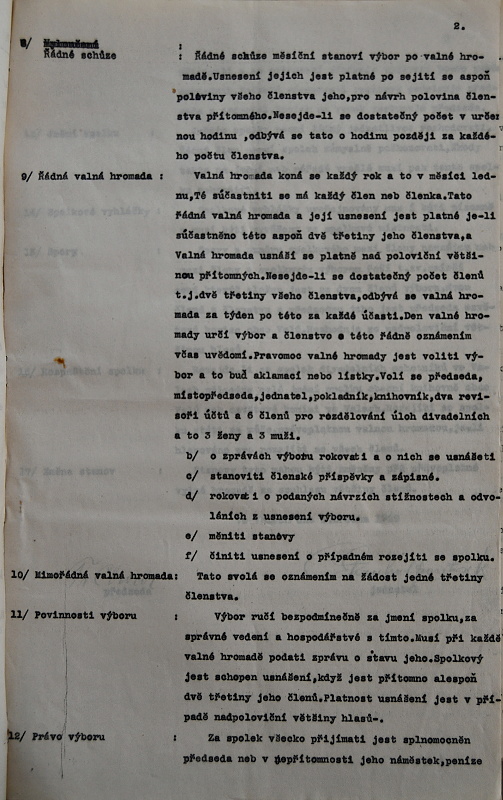 2.
8/ :
Řádné schůze : Řádné schůze měsíční stanoví výbor po valné hro-
madě.Usnesení jejich jest platné po sejití se aspoň
poloviny všeho členstva jeho,pro návrh polovina člen-
stva přítomného.Nesejde-li se dostatečný počet v určer
nou hodinu ,odbývá se tato o hodinu později za každé-
ho počtu členstva.
9/ Řádná valná hromada : Valná hromada koná se každý rok a to v měsíci led-
nu,Té súčastniti se má každý člen neb členka.Tato
řádná valná hromada a její usnesení jest platné je-li
súčastněno této aspoň dvě třetiny jeho členstva,a
Valná hromada usnáší se platně nad poloviční větši-
nou přítomných.Nesejde-li se dostatečný počet členů
t.j.dvě třetiny všeho členstva,odbývá se valná hro-
mada za týden po této za každé účasti.Den valné hro-
mady určí výbor a členstvo o této řádně oznámením
včas uvědomí.Pravomoc valné hromady jest voliti vý-
bor a to buď aklamací nebo lístky.Volí se předseda,
místopředseda,jednatel,pokladník,knihovník,dva revi-
soři účtů a 6 členů pro rozdělování úloh divadelních
a to 3 ženy a 3 muži.
b/ o zprávách výboru rokovati a o nich se usnášeti
c/ stanoviti členské příspěvky a zápisné.
d/ rokovati o podaných návrzích stížnostech a odvo-
láních z usnesení výboru.
e/ měniti stanovy
f/ činiti usnesení o případném rozejití se spolku.
10/ Mimořádná valná hromada: Tato svolá se oznámením na žádost jedné třetiny
členstva.
11/ Povinnosti výboru : Výbor ručí bezpodmínečně za jmení spolku,za
správné vedení a hospodářství s tímto.Musí při každé
valné hromadě podati zprávu o stavu jeho.Spolkový
jest schopen usnášení,když jest přítomno alespoň
dvě třetiny jeho členů.Platnost usnášení jest v pří-
padě nadpoloviční většiny hlasů-.
12/ Právo výboru : Za spolek všecko přijímati jest splnomocněn
předseda neb v nepřítomnosti jeho náměstek,peníze